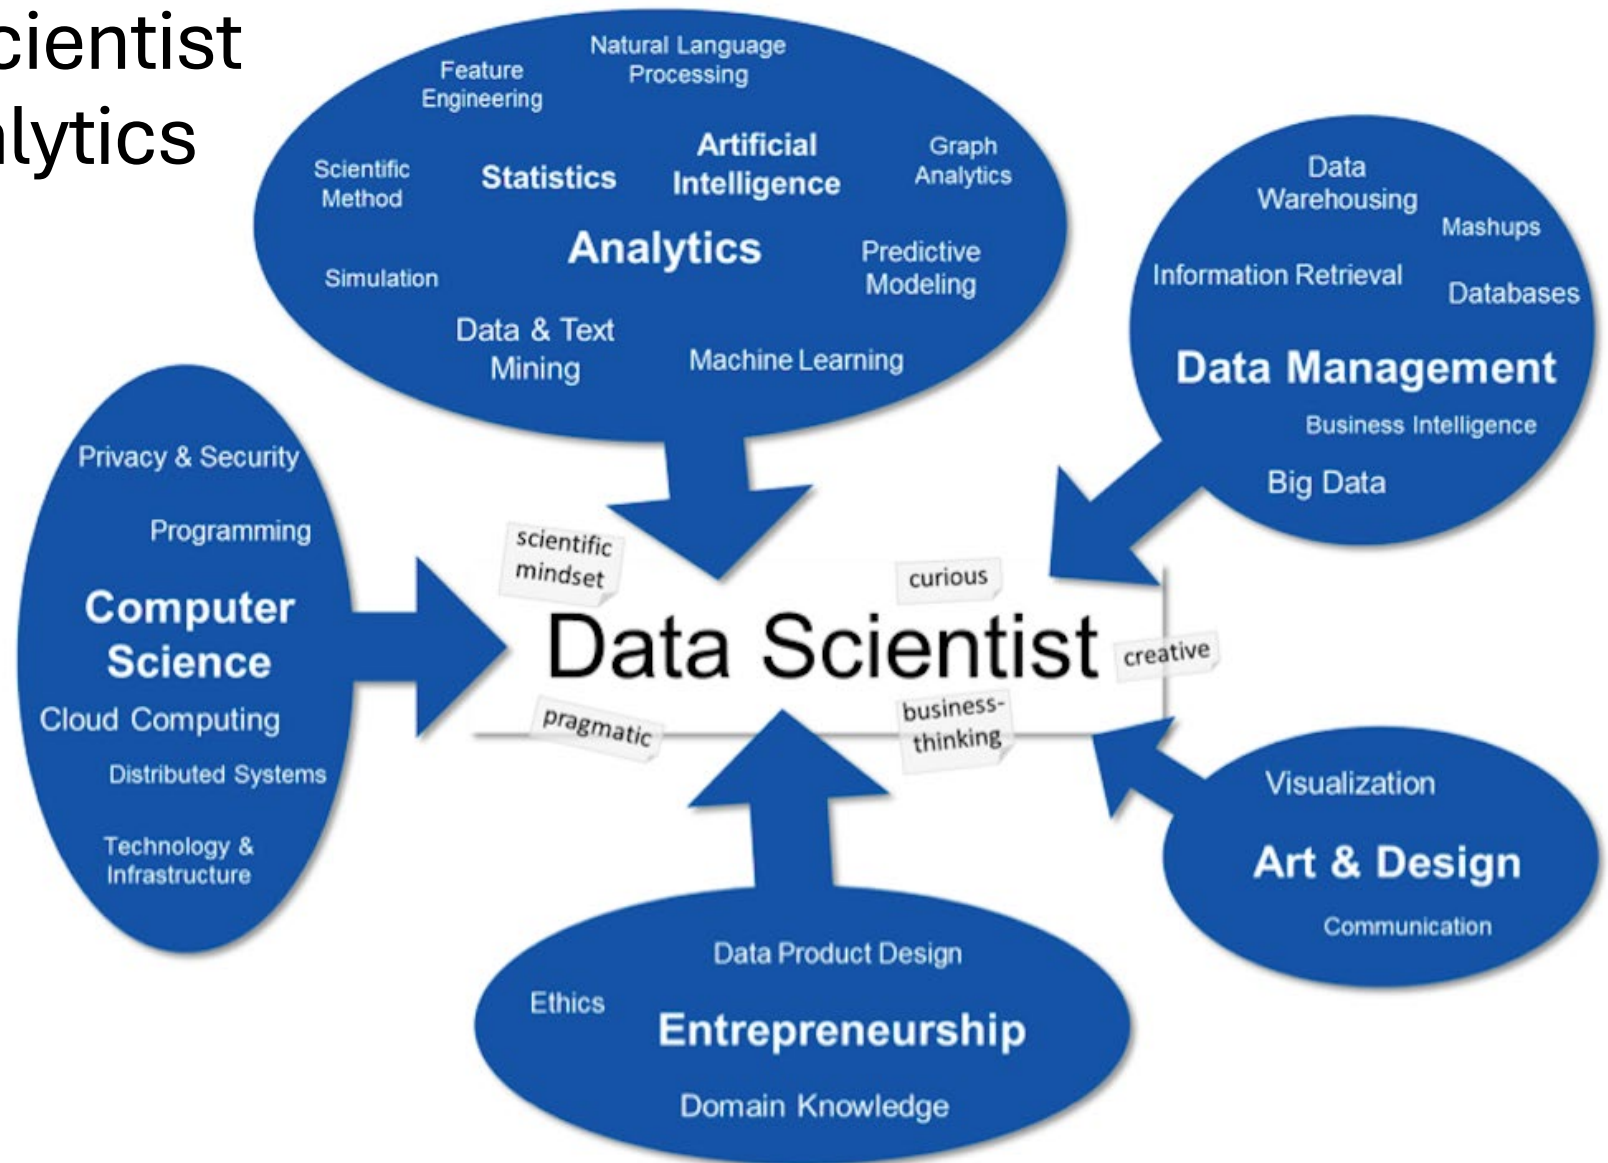 cientist
alytics
Natural Language
Processing
Feature
Engineering
Artificial
Intelligence
Graph
Analytics
Scientific
Method
Statistics
Analytics
Predictive
Modeling
Simulation
Data & Text
Mining
Machine Learning
Data
Warehousing
Mashups
Information Retrieval
Databases
Data Management
Business Intelligence
Big Data
Privacy & Security
Programming
Computer
Science
Cloud Computing
Distributed Systems
Technology &
Infrastructure
scientific
mindset
curious
Data Scientist
creative
pragmatic
business-
thinking
Visualization
Art & Design
Communication
Data Product Design
Ethics
Entrepreneurship
Domain Knowledge